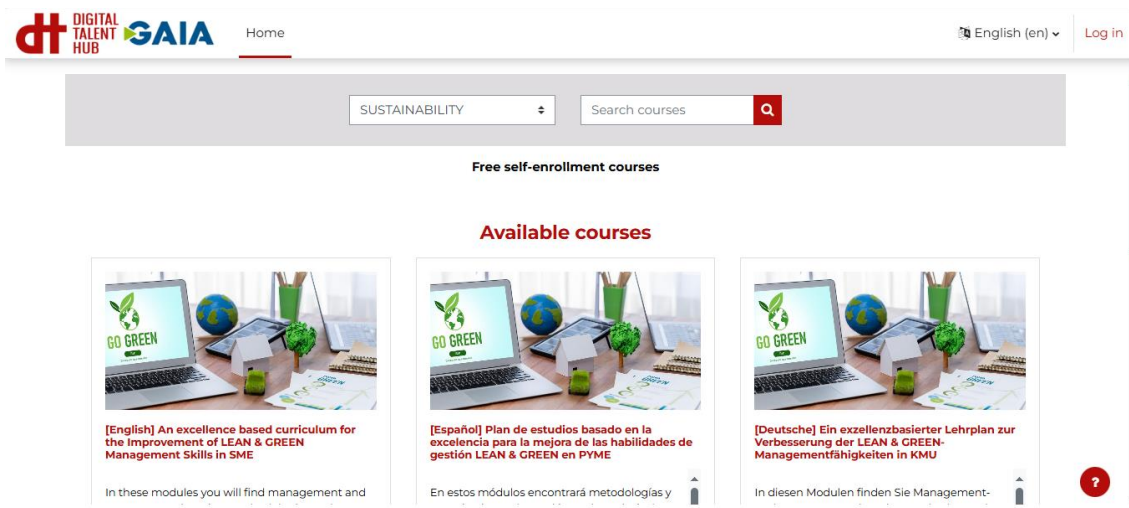 DIGITAL
TALENT
HUB
GAIA
Home
English (en)
Log in
SUSTAINABILITY
Search courses
Free self-enrollment courses
Available courses
GO GREEN
GO GREEN
GO GREEN
[English] An excellence based curriculum for
the Improvement of LEAN & GREEN
Management Skills in SME
[Español] Plan de estudios basado en la
excelencia para la mejora de las habilidades de
gestión LEAN & GREEN en PYME
[Deutsche] Ein exzellenzbasierter Lehrplan zur
Verbesserung der LEAN & GREEN-
Managementfähigkeiten in KMU
In these modules you will find management and
En estos módulos encontrará metodologías y
In diesen Modulen finden Sie Management-
?